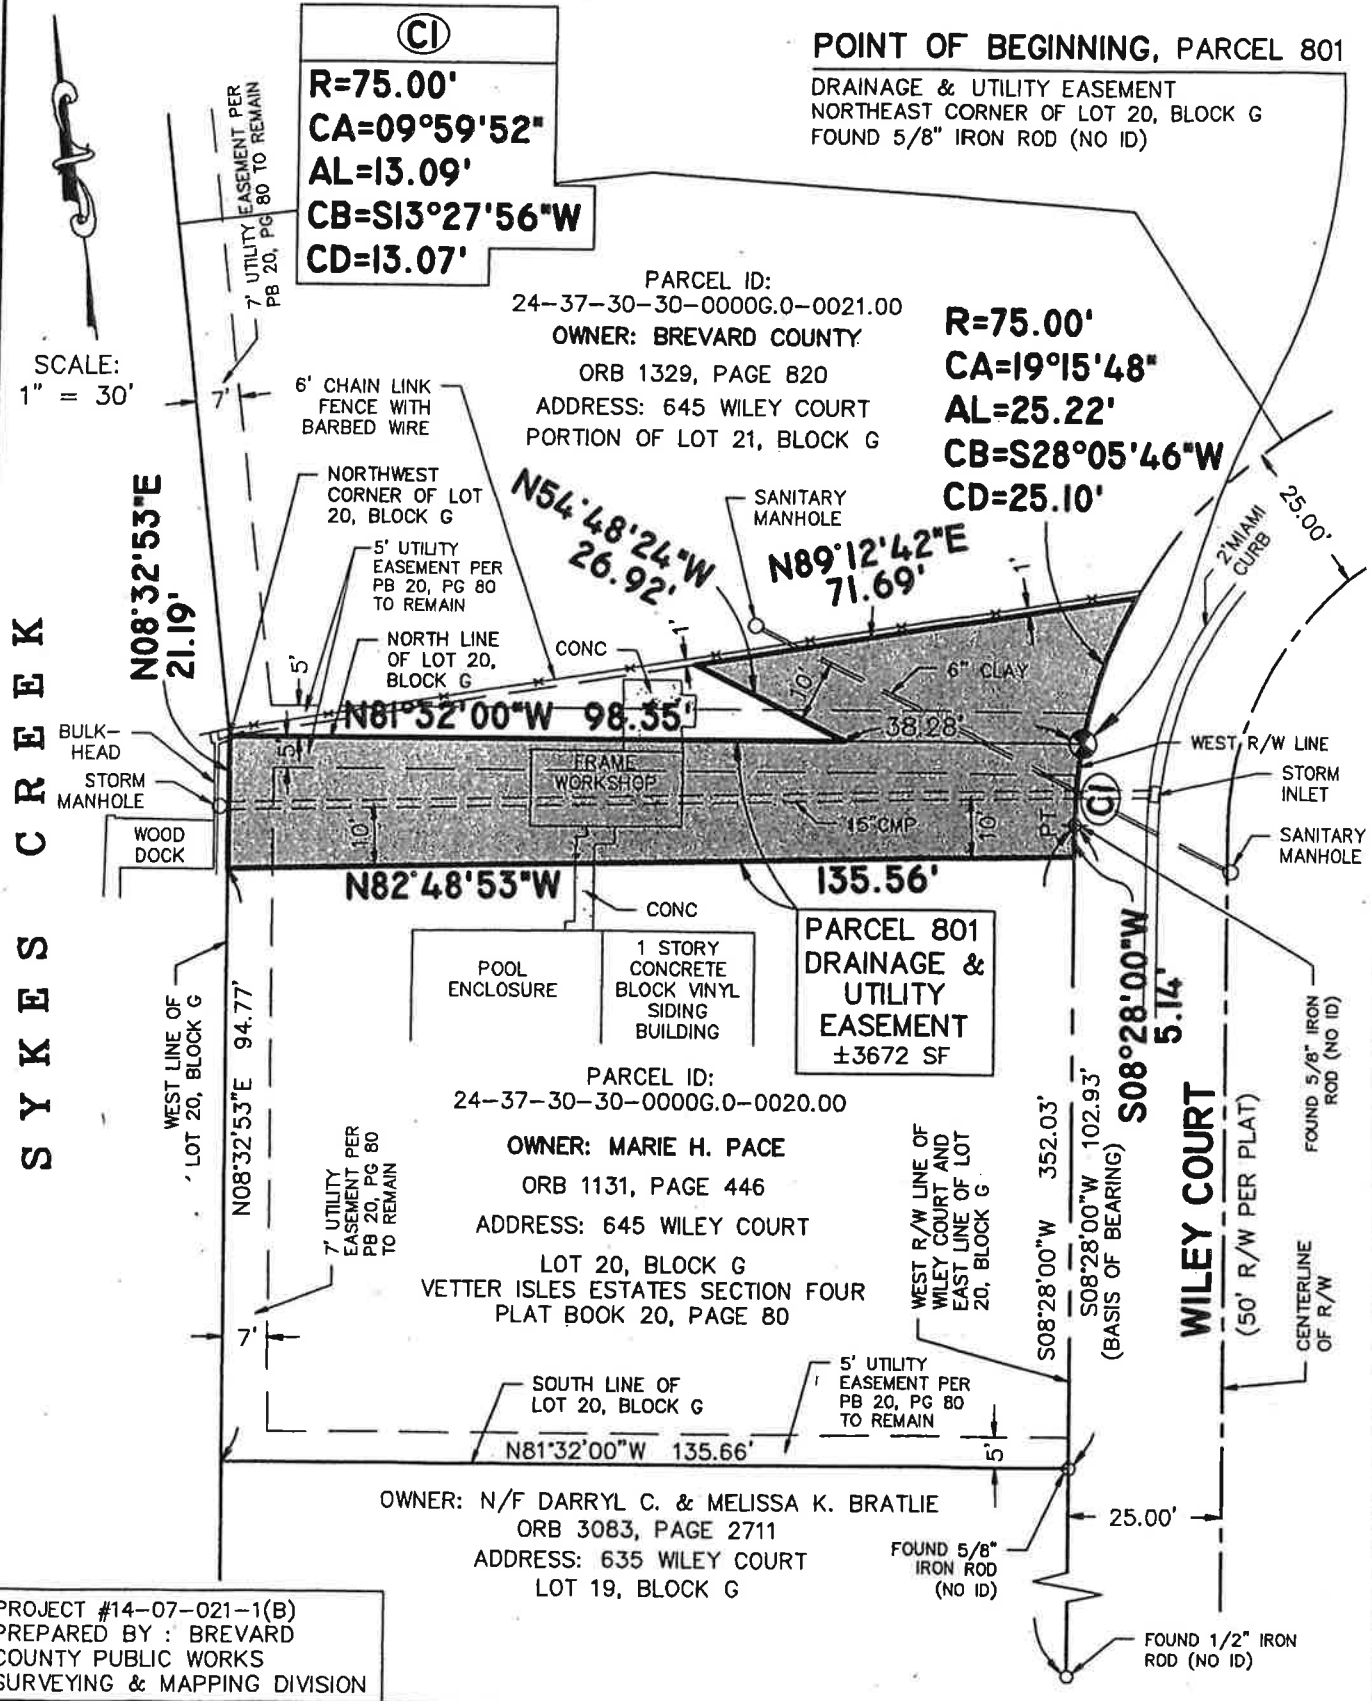 C1
R=75.00'
CA=09°59'52"
AL=13.09'
CB=S13°27'56"W
CD=13.07'
POINT OF BEGINNING, PARCEL 801
DRAINAGE & UTILITY EASEMENT
NORTHEAST CORNER OF LOT 20, BLOCK G
FOUND 5/8" IRON ROD (NO ID)
7' UTILITY EASEMENT PER
PB 20, PG 80 TO REMAIN
SCALE:
1" = 30'
7'
6' CHAIN LINK
FENCE WITH
BARBED WIRE
PARCEL ID:
24-37-30-30-0000G.0-0021.00
OWNER: BREVARD COUNTY
ORB 1329, PAGE 820
ADDRESS: 645 WILEY COURT
PORTION OF LOT 21, BLOCK G
R=75.00'
CA=19°15'48"
AL=25.22'
CB=S28°05'46"W
CD=25.10'
25.00'
2'MIAMI
CURB
N08°32'53"E
21.19'
NORTHWEST
CORNER OF LOT
20, BLOCK G
5' UTILITY
EASEMENT PER
PB 20, PG 80
TO REMAIN
NORTH LINE
OF LOT 20,
BLOCK G
N54°48'24"W
26.92'
SANITARY
MANHOLE
N89°12'42"E
71.69'
1'
1'
CONC
5'
10'
6" CLAY
N81°32'00"W 98.35'
38.28'
SYKES CREEK
BULK-
HEAD
STORM
MANHOLE
WOOD
DOCK
5'
FRAME
WORKSHOP
15"CMP
10'
10'
PT
C1
WEST R/W LINE
STORM
INLET
SANITARY
MANHOLE
N82°48'53"W 135.56'
CONC
POOL
ENCLOSURE
1 STORY
CONCRETE
BLOCK VINYL
SIDING
BUILDING
PARCEL 801
DRAINAGE &
UTILITY
EASEMENT
±3672 SF
S08°28'00"W
5.14'
FOUND 5/8" IRON
ROD (NO ID)
WEST LINE OF
LOT 20, BLOCK G
N08°32'53"E 94.77'
PARCEL ID:
24-37-30-30-0000G.0-0020.00
OWNER: MARIE H. PACE
ORB 1131, PAGE 446
ADDRESS: 645 WILEY COURT
LOT 20, BLOCK G
VETTER ISLES ESTATES SECTION FOUR
PLAT BOOK 20, PAGE 80
7' UTILITY
EASEMENT PER
PB 20, PG 80
TO REMAIN
7'
WEST R/W LINE OF
WILEY COURT AND
EAST LINE OF LOT
20, BLOCK G
S08°28'00"W 352.03'
S08°28'00"W 102.93'
(BASIS OF BEARING)
WILEY COURT
(50' R/W PER PLAT)
CENTERLINE
OF R/W
SOUTH LINE OF
LOT 20, BLOCK G
5' UTILITY
EASEMENT PER
PB 20, PG 80
TO REMAIN
N81°32'00"W 135.66'
5'
OWNER: N/F DARRYL C. & MELISSA K. BRATLIE
ORB 3083, PAGE 2711
ADDRESS: 635 WILEY COURT
LOT 19, BLOCK G
25.00'
FOUND 5/8"
IRON ROD
(NO ID)
FOUND 1/2" IRON
ROD (NO ID)
PROJECT #14-07-021-1(B)
PREPARED BY : BREVARD
COUNTY PUBLIC WORKS
SURVEYING & MAPPING DIVISION